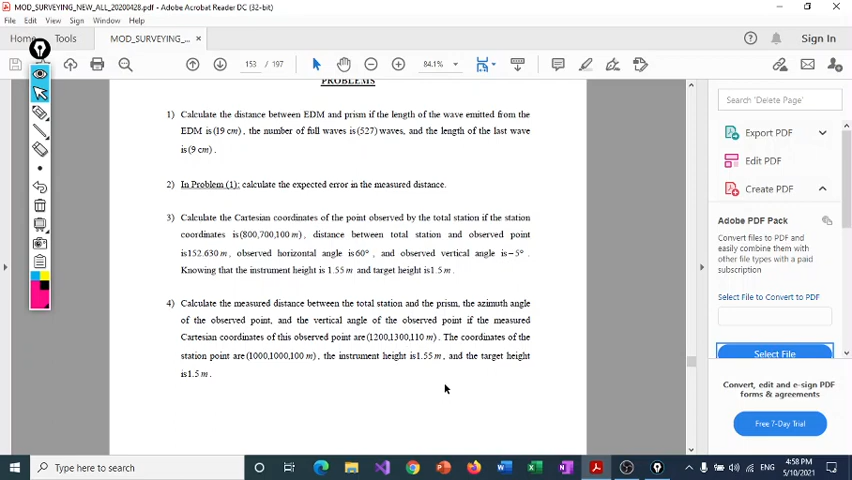 MOD_SURVEYING_NEW_ALL_20200428.pdf - Adobe Acrobat Reader DC (32-bit)
File Edit View Sign Window Help
Home Tools MOD_SURVEYING_... × Sign In
153 / 197 84.1%
PROBLEMS
1) Calculate the distance between EDM and prism if the length of the wave emitted from the
EDM is (19 cm), the number of full waves is (527) waves, and the length of the last wave
is (9 cm).
2) In Problem (1): calculate the expected error in the measured distance.
3) Calculate the Cartesian coordinates of the point observed by the total station if the station
coordinates is (800,700,100 m), distance between total station and observed point
is 152.630 m, observed horizontal angle is 60°, and observed vertical angle is −5°.
Knowing that the instrument height is 1.55 m and target height is 1.5 m.
4) Calculate the measured distance between the total station and the prism, the azimuth angle
of the observed point, and the vertical angle of the observed point if the measured
Cartesian coordinates of this observed point are (1200,1300,110 m). The coordinates of the
station point are (1000,1000,100 m), the instrument height is 1.55 m, and the target height
is 1.5 m.
Search 'Delete Page'
Export PDF
Edit PDF
Create PDF
Adobe PDF Pack
Convert files to PDF and
easily combine them with
other file types with a paid
subscription
Select File to Convert to PDF
Select File
Convert, edit and e-sign PDF
forms & agreements
Free 7-Day Trial
Type here to search
ENG
4:58 PM
5/10/2021